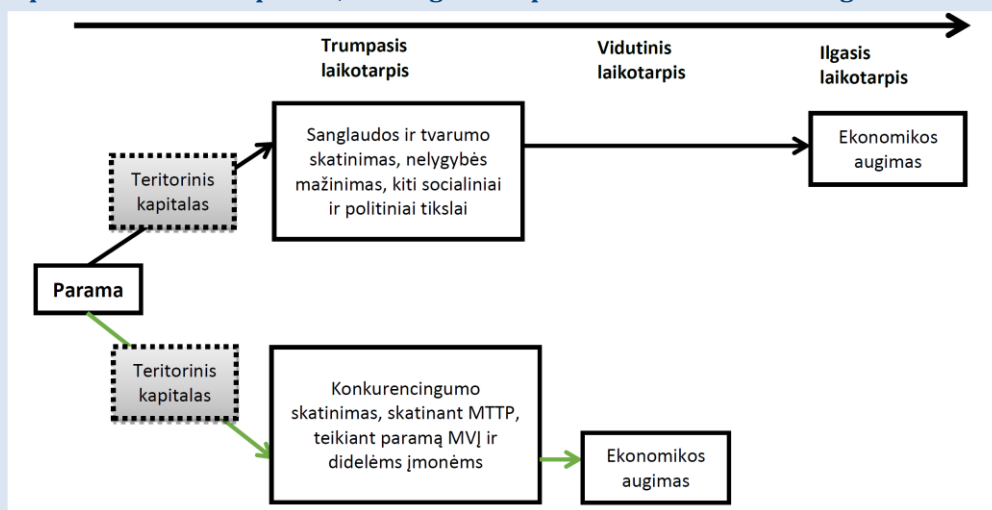 Trumpasis
laikotarpis
Vidutinis
laikotarpis
Ilgasis
laikotarpis
Sanglaudos ir tvarumo
skatinimas, nelygybės
mažinimas, kiti socialiniai
ir politiniai tikslai
Ekonomikos
augimas
Teritorinis
kapitalas
Parama
Teritorinis
kapitalas
Konkurencingumo
skatinimas, skatinant MTTP,
teikiant paramą MVĮ ir
didelėms įmonėms
Ekonomikos
augimas